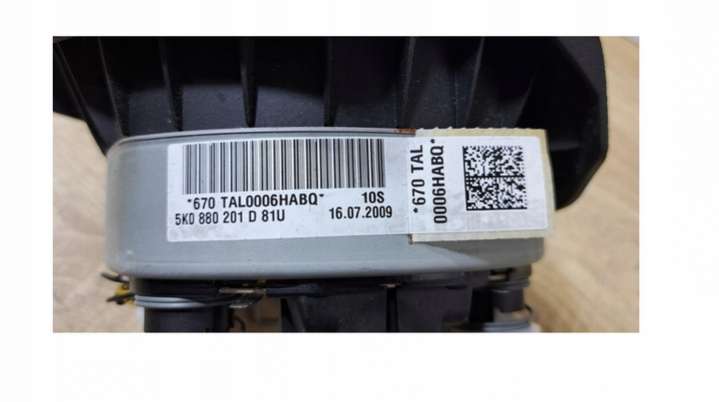 *670 TAL0006HABQ* 10S
5K0 880 201 D 81U 16.07.2009
*670 TAL
0006HABQ*